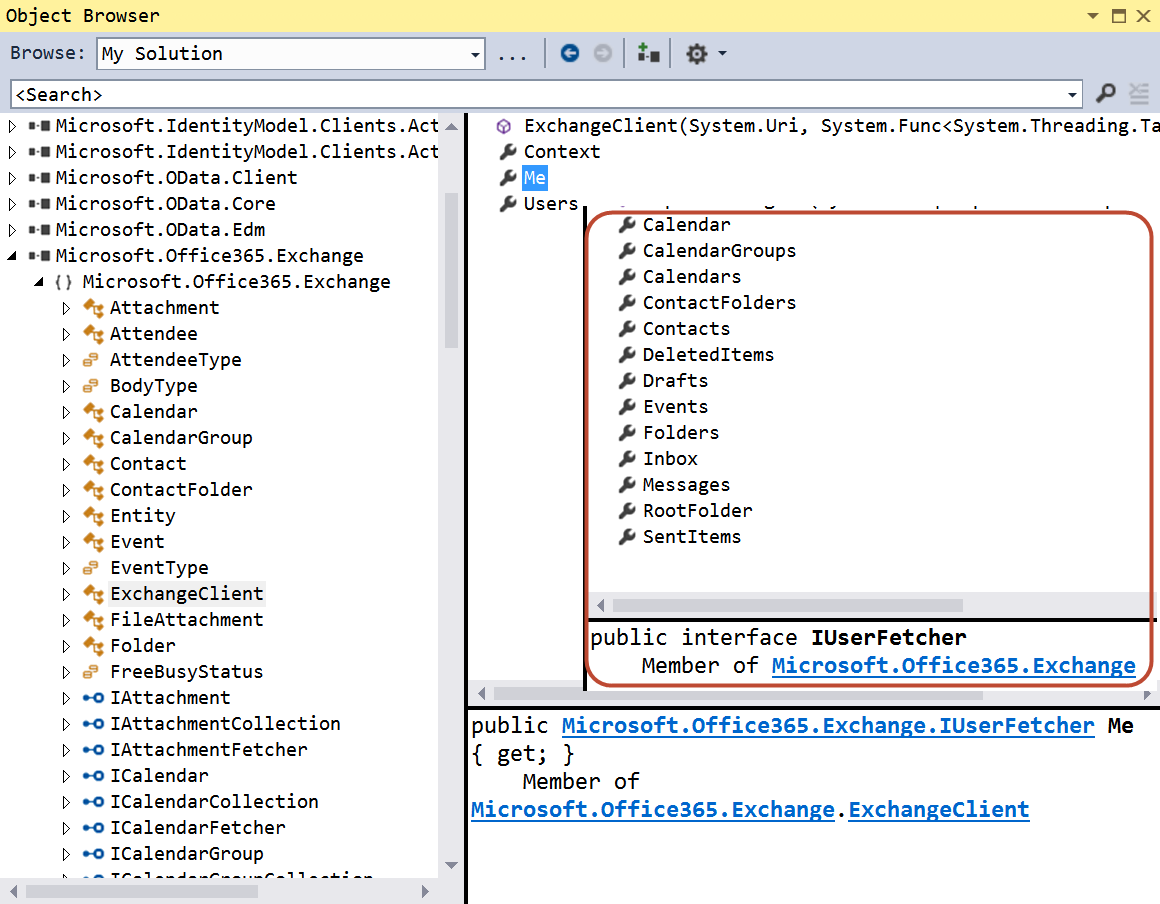 Object Browser
Browse: My Solution ...
<Search>
Microsoft.IdentityModel.Clients.Act
Microsoft.IdentityModel.Clients.Act
Microsoft.OData.Client
Microsoft.OData.Core
Microsoft.OData.Edm
Microsoft.Office365.Exchange
{} Microsoft.Office365.Exchange
Attachment
Attendee
AttendeeType
BodyType
Calendar
CalendarGroup
Contact
ContactFolder
Entity
Event
EventType
ExchangeClient
FileAttachment
Folder
FreeBusyStatus
IAttachment
IAttachmentCollection
IAttachmentFetcher
ICalendar
ICalendarCollection
ICalendarFetcher
ICalendarGroup
ICalendarGroupCollection
ExchangeClient(System.Uri, System.Func<System.Threading.Ta
Context
Me
Users
Calendar
CalendarGroups
Calendars
ContactFolders
Contacts
DeletedItems
Drafts
Events
Folders
Inbox
Messages
RootFolder
SentItems
public interface IUserFetcher
Member of Microsoft.Office365.Exchange
public Microsoft.Office365.Exchange.IUserFetcher Me
{ get; }
Member of
Microsoft.Office365.Exchange.ExchangeClient